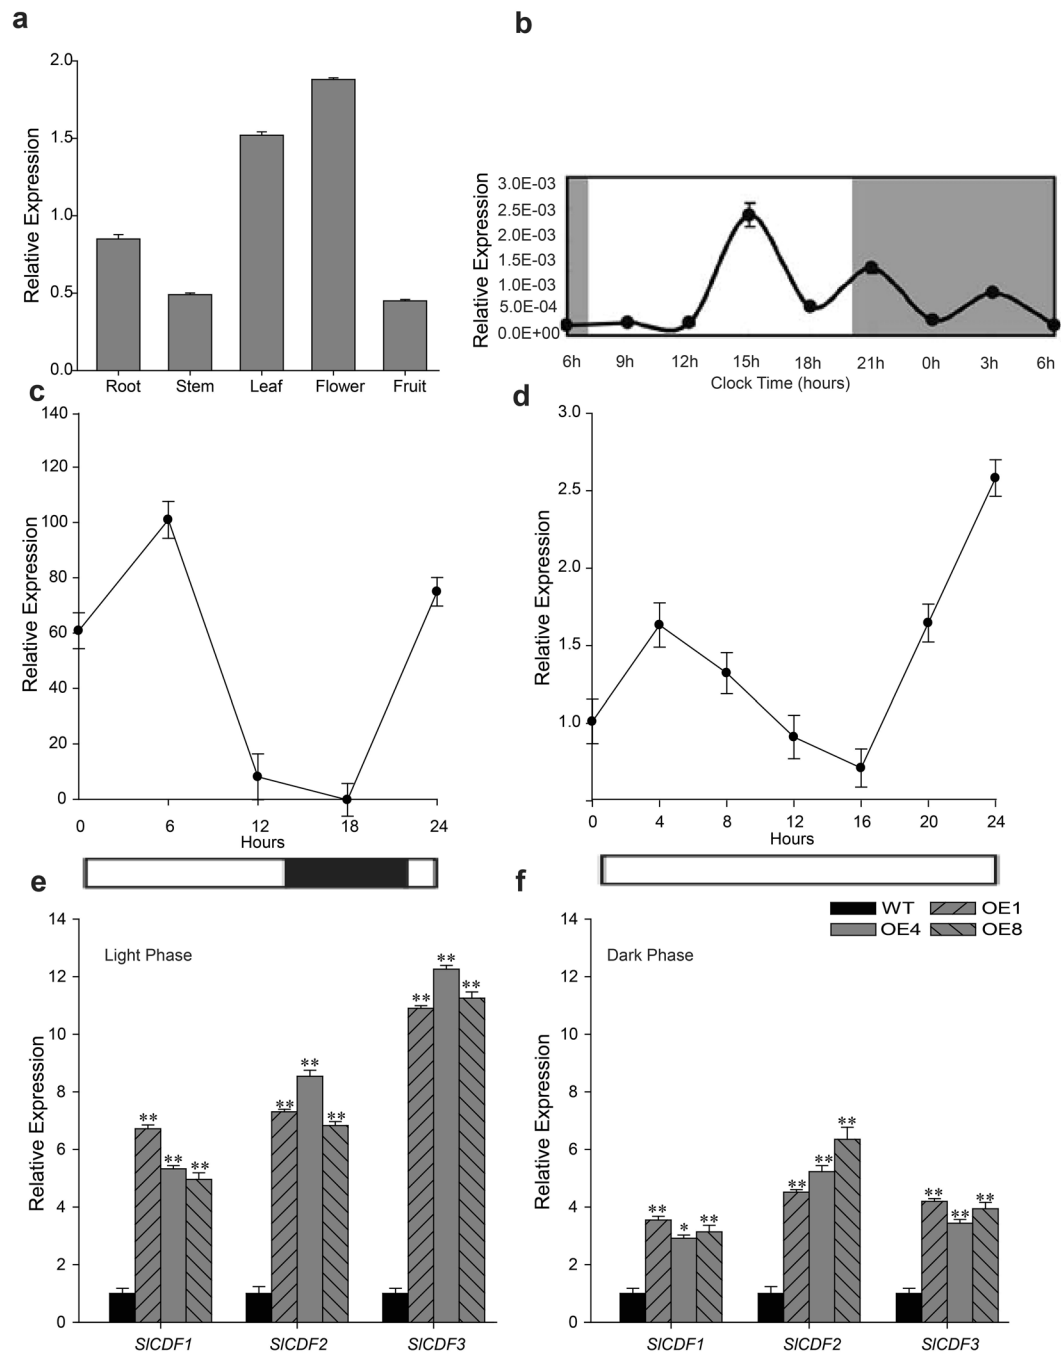 a
2.0
1.5
1.0
0.5
0.0
Relative Expression
Root Stem Leaf Flower Fruit
b
3.0E-03
2.5E-03
2.0E-03
1.5E-03
1.0E-03
5.0E-04
0.0E+00
Relative Expression
6h 9h 12h 15h 18h 21h 0h 3h 6h
Clock Time (hours)
c
140
120
100
80
60
40
20
0
Relative Expression
0 6 12 18 24
Hours
d
3.0
2.5
2.0
1.5
1.0
Relative Expression
0 4 8 12 16 20 24
Hours
e
14
12
10
8
6
4
2
0
Relative Expression
Light Phase
** ** **
** ** **
** ** **
SlCDF1 SlCDF2 SlCDF3
f
WT OE1
OE4 OE8
14
12
10
8
6
4
2
0
Relative Expression
Dark Phase
** * **
** ** **
** ** **
SlCDF1 SlCDF2 SlCDF3